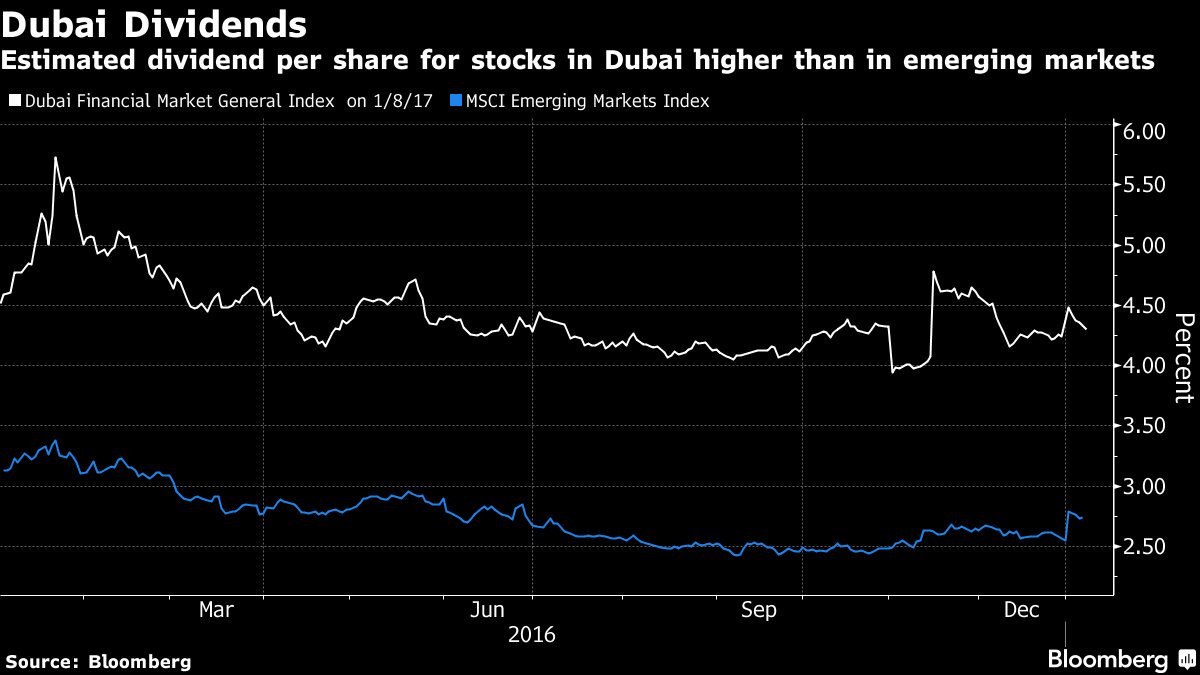 Dubai Dividends
Estimated dividend per share for stocks in Dubai higher than in emerging markets
Dubai Financial Market General Index on 1/8/17 MSCI Emerging Markets Index
6.00
5.50
5.00
4.50
4.00
3.50
3.00
2.50
Percent
Mar Jun Sep Dec
2016
Source: Bloomberg
Bloomberg